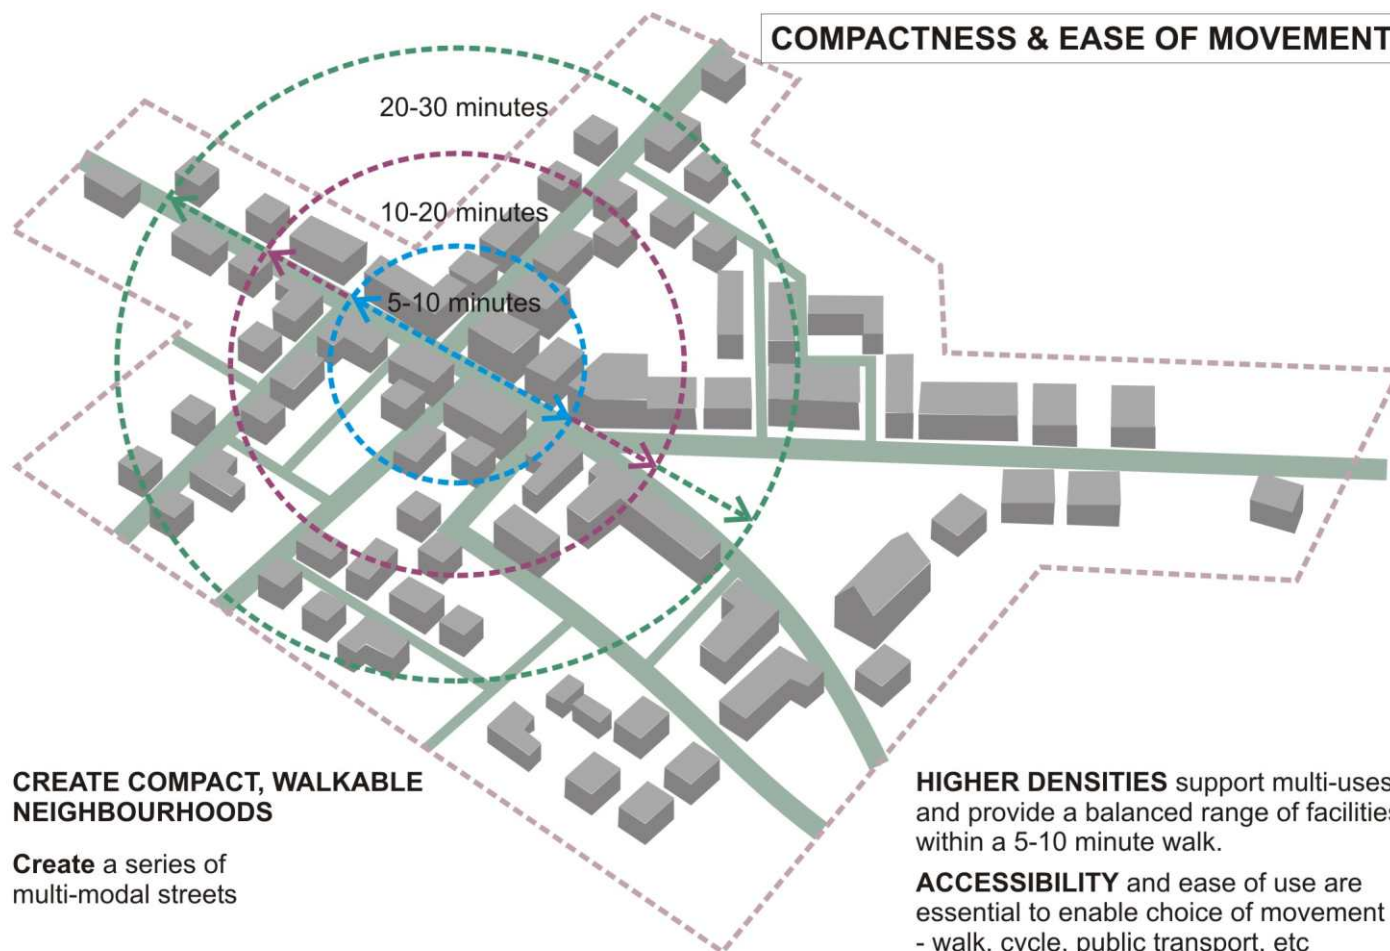 COMPACTNESS & EASE OF MOVEMENT
20-30 minutes
10-20 minutes
5-10 minutes
CREATE COMPACT, WALKABLE
NEIGHBOURHOODS
Create a series of
multi-modal streets
HIGHER DENSITIES support multi-uses
and provide a balanced range of facilities
within a 5-10 minute walk.
ACCESSIBILITY and ease of use are
essential to enable choice of movement
- walk, cycle, public transport, etc